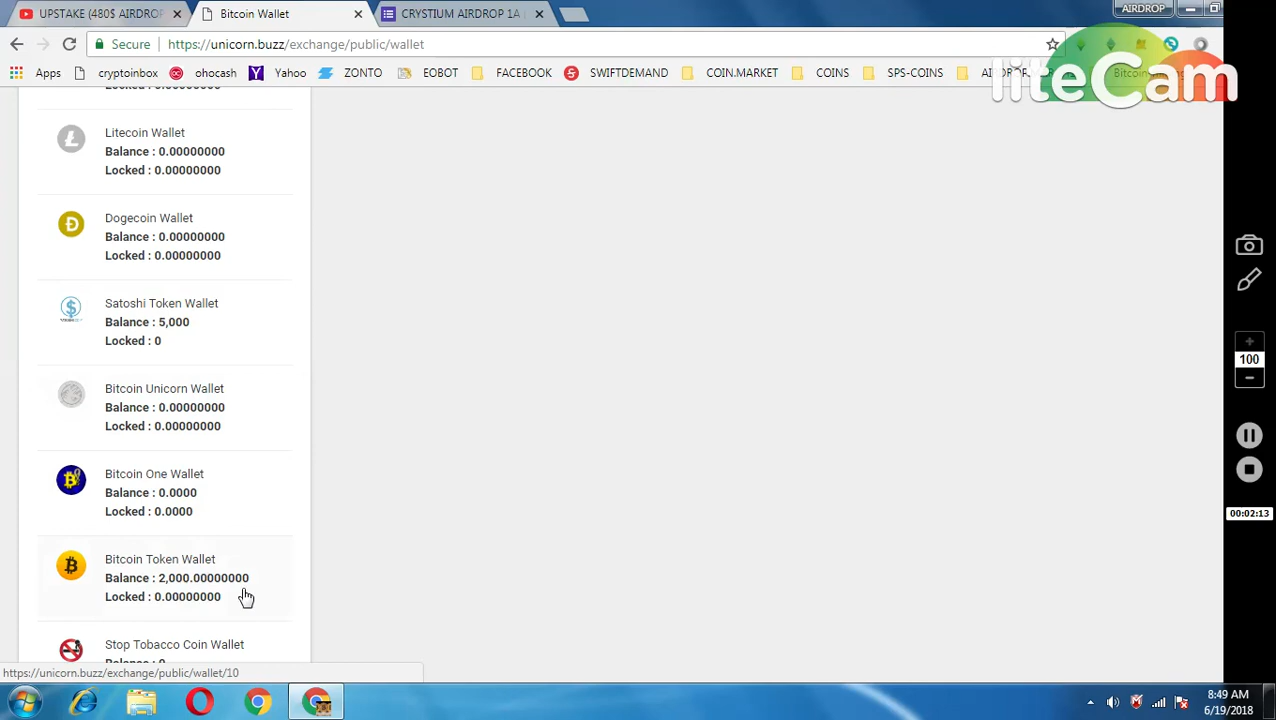 UPSTAKE (480$ AIRDROP
Bitcoin Wallet
CRYSTIUM AIRDROP 1A
AIRDROP
Secure
https://unicorn.buzz/exchange/public/wallet
Apps
cryptoinbox
ohocash
Yahoo
ZONTO
EOBOT
FACEBOOK
SWIFTDEMAND
COIN.MARKET
COINS
SPS-COINS
liteCam
Locked : 0.00000000
Litecoin Wallet
Balance : 0.00000000
Locked : 0.00000000
Dogecoin Wallet
Balance : 0.00000000
Locked : 0.00000000
Satoshi Token Wallet
Balance : 5,000
Locked : 0
Bitcoin Unicorn Wallet
Balance : 0.00000000
Locked : 0.00000000
Bitcoin One Wallet
Balance : 0.0000
Locked : 0.0000
Bitcoin Token Wallet
Balance : 2,000.00000000
Locked : 0.00000000
Stop Tobacco Coin Wallet
Balance : 0
https://unicorn.buzz/exchange/public/wallet/10
100
00:02:13
8:49 AM
6/19/2018